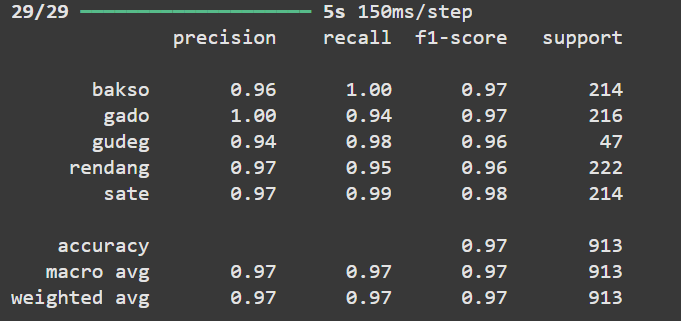 29/29 ━━━━━━━━━━━━━━━━━━━━ 5s 150ms/step
precision recall f1-score support
bakso 0.96 1.00 0.97 214
gado 1.00 0.94 0.97 216
gudeg 0.94 0.98 0.96 47
rendang 0.97 0.95 0.96 222
sate 0.97 0.99 0.98 214
accuracy 0.97 913
macro avg 0.97 0.97 0.97 913
weighted avg 0.97 0.97 0.97 913